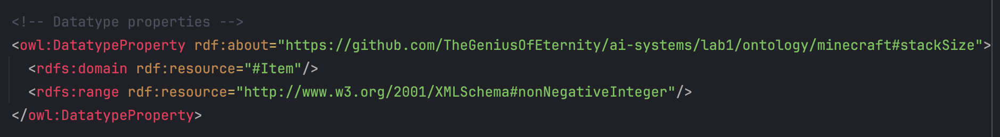 <!-- Datatype properties -->
<owl:DatatypeProperty rdf:about="https://github.com/TheGeniusOfEternity/ai-systems/lab1/ontology/minecraft#stackSize">
<rdfs:domain rdf:resource="#Item"/>
<rdfs:range rdf:resource="http://www.w3.org/2001/XMLSchema#nonNegativeInteger"/>
</owl:DatatypeProperty>